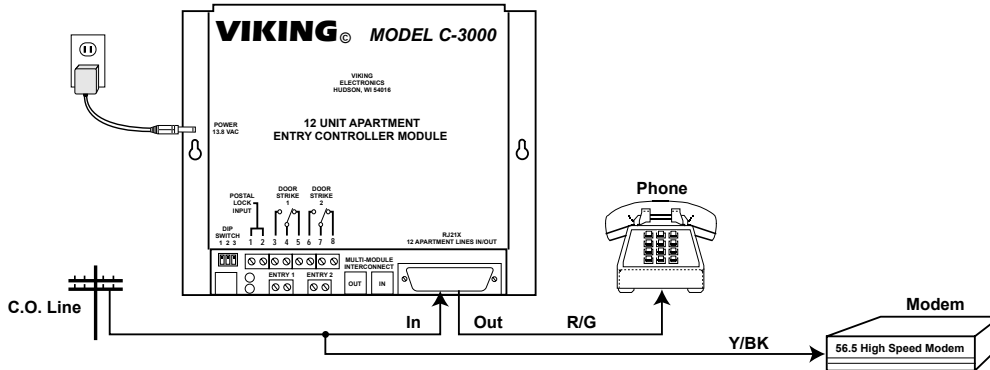 VIKING© MODEL C-3000
VIKING
ELECTRONICS
HUDSON, WI 54016
POWER
13.8 VAC
12 UNIT APARTMENT
ENTRY CONTROLLER MODULE
POSTAL
LOCK
INPUT
DOOR
STRIKE
1
DOOR
STRIKE
2
DIP
SWITCH
1 2 3
1 2 3 4 5 6 7 8
RJ21X
12 APARTMENT LINES IN/OUT
MULTI-MODULE
INTERCONNECT
ENTRY 1
ENTRY 2
OUT
IN
Phone
C.O. Line
In
Out
R/G
Y/BK
Modem
56.5 High Speed Modem